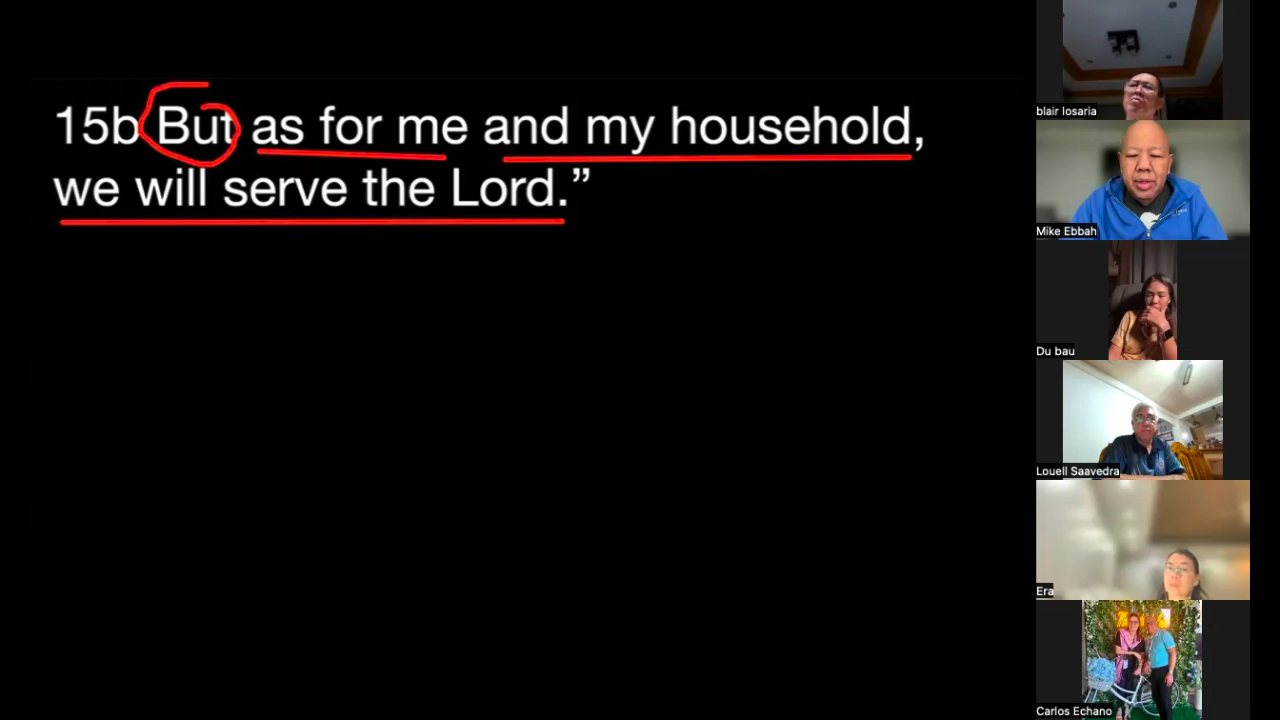 15b But as for me and my household,
we will serve the Lord.”
blair losaria
Mike Ebbah
Du bau
Louell Saavedra
Era
Carlos Echano